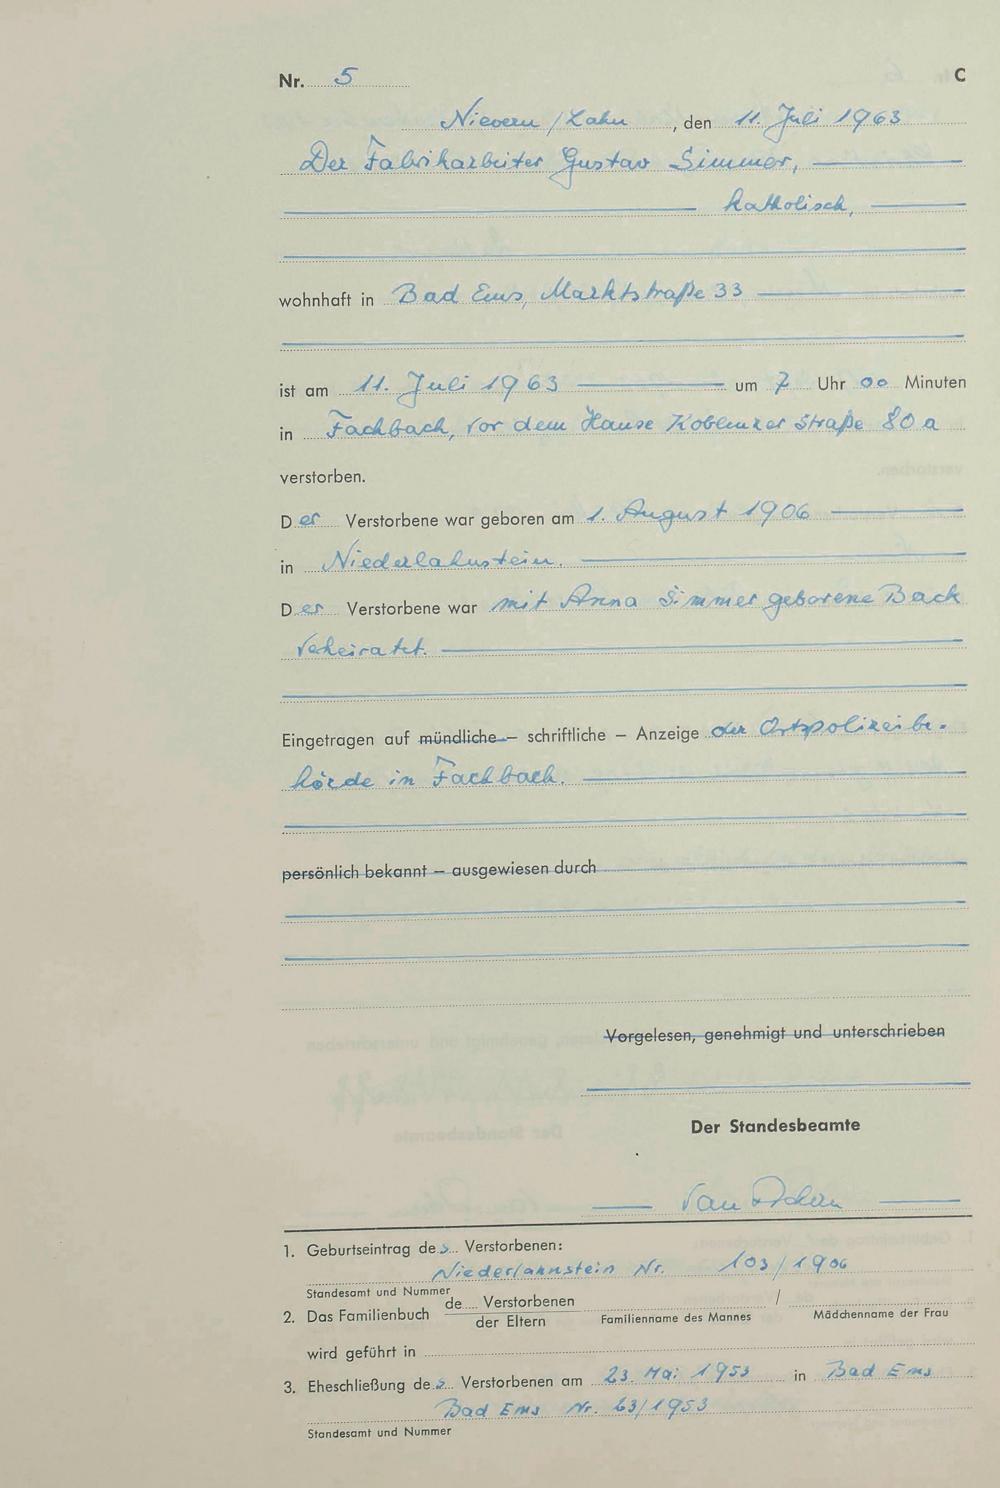 Nr. 5
C
Nievern/Lahn, den 11. Juli 1963
Der Fabrikarbeiter Gustav Simmer,
katholisch,
wohnhaft in Bad Ems, Marktstraße 33
ist am 11. Juli 1963 um 7 Uhr 00 Minuten
in Fachbach, vor dem Hause Koblenzer Straße 80 a
verstorben.
Der Verstorbene war geboren am 1. August 1906
in Niederlahnstein.
Der Verstorbene war mit Anna Simmer geborene Back
verheiratet.
Eingetragen auf mündliche – schriftliche – Anzeige der Ortspolizeibe-
hörde in Fachbach.
persönlich bekannt – ausgewiesen durch
Vorgelesen, genehmigt und unterschrieben
Der Standesbeamte
1. Geburtseintrag des Verstorbenen:
Niederlahnstein Nr. 103/1906
Standesamt und Nummer
2. Das Familienbuch de Verstorbenen /
der Eltern Familienname des Mannes Mädchenname der Frau
wird geführt in
3. Eheschließung des Verstorbenen am 23. Mai 1953 in Bad Ems
Bad Ems Nr. 63/1953
Standesamt und Nummer